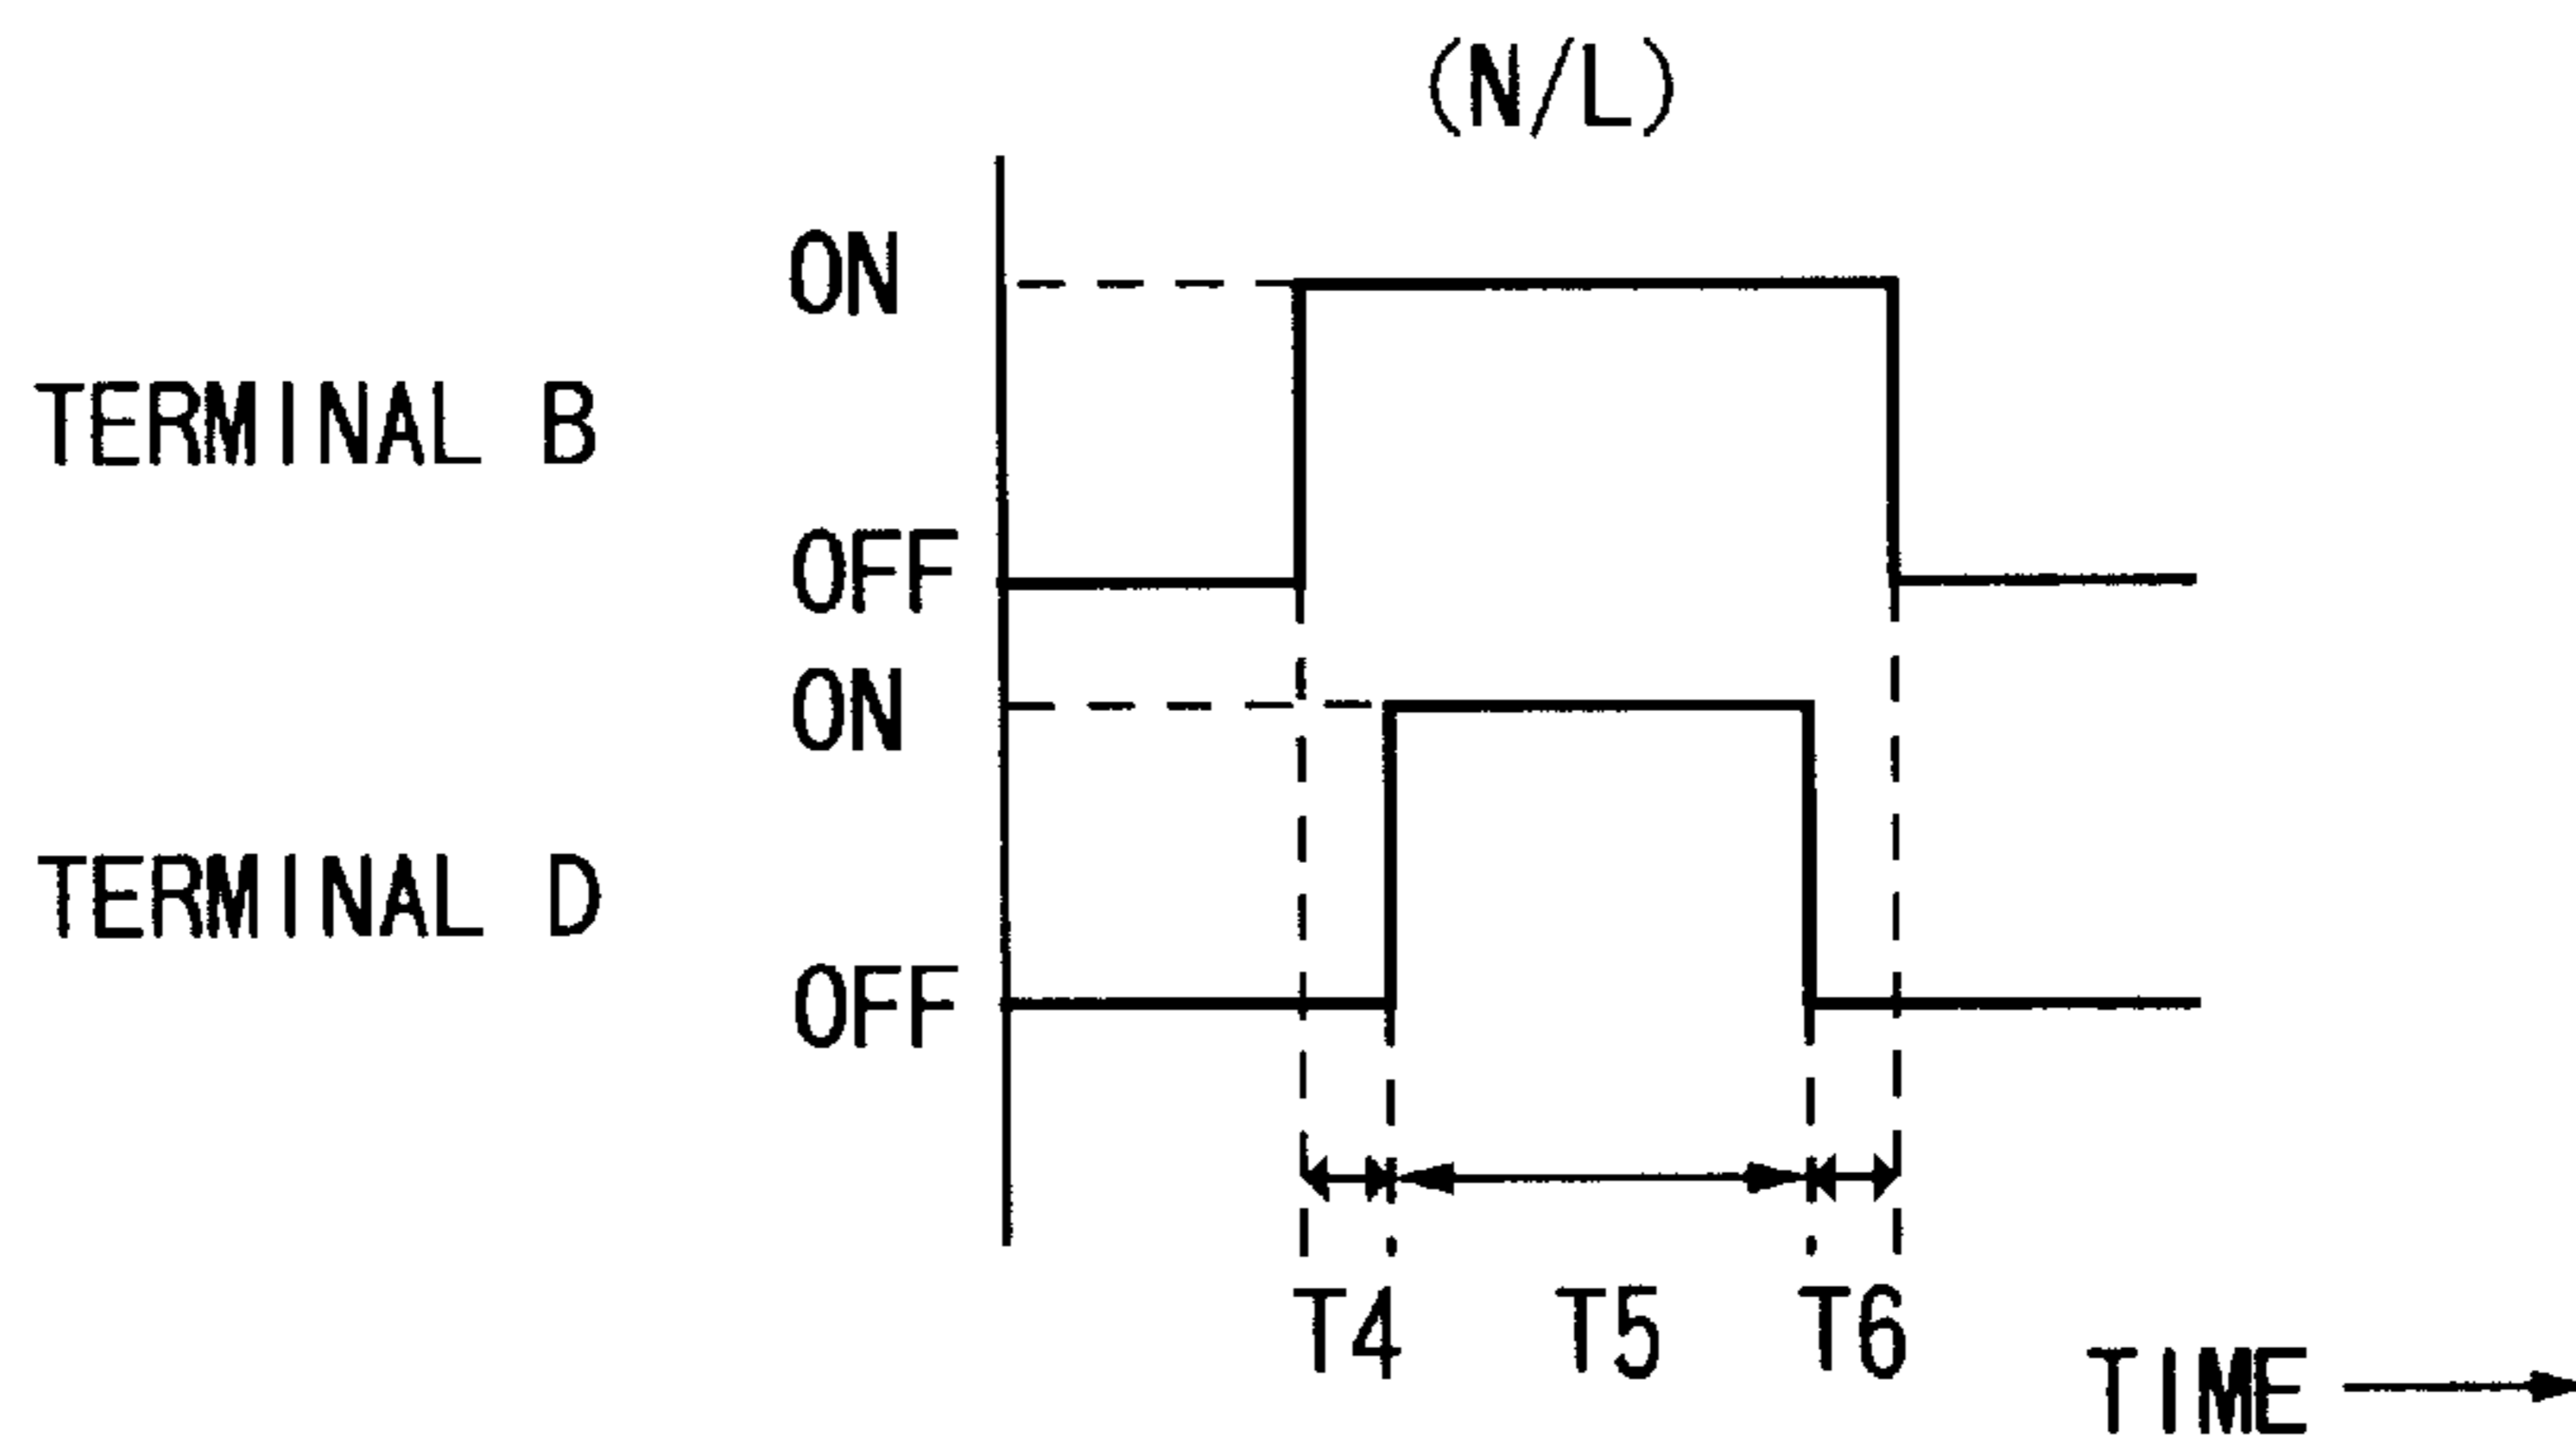 (N/L)
ON
TERMINAL B
OFF
ON
TERMINAL D
OFF
T4 T5 T6
TIME